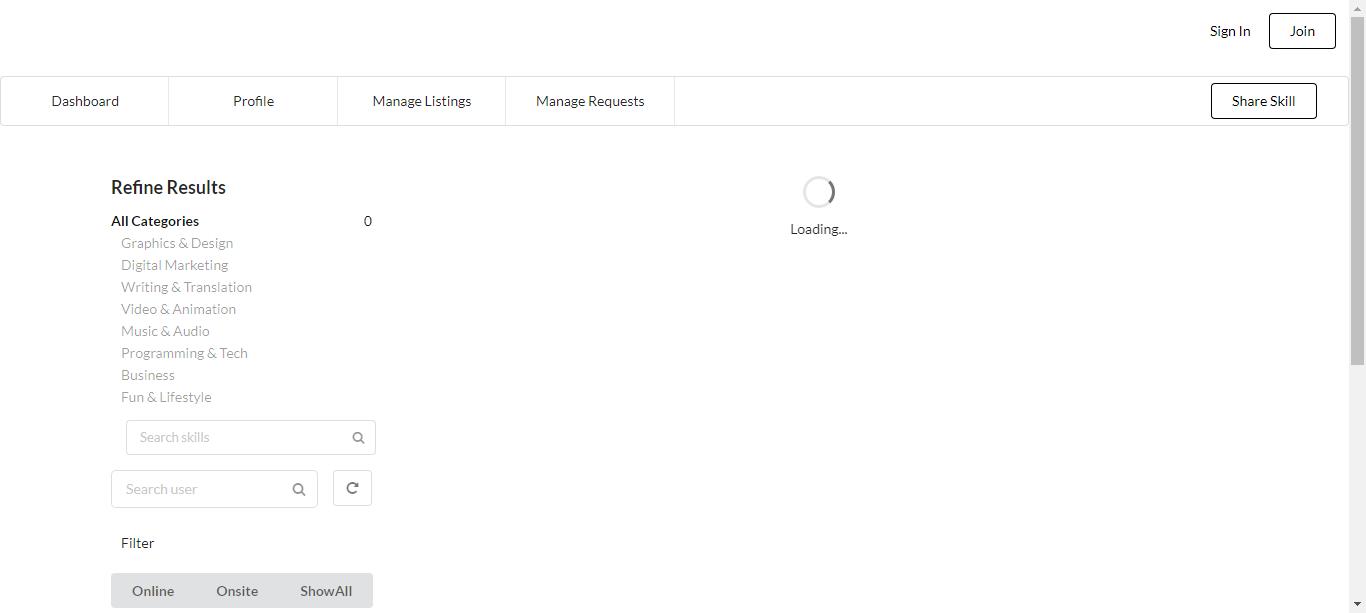 Sign In
Join
Dashboard
Profile
Manage Listings
Manage Requests
Share Skill
Refine Results
All Categories 0
Graphics & Design
Digital Marketing
Writing & Translation
Video & Animation
Music & Audio
Programming & Tech
Business
Fun & Lifestyle
Search skills
Search user
Filter
Online
Onsite
ShowAll
Loading...